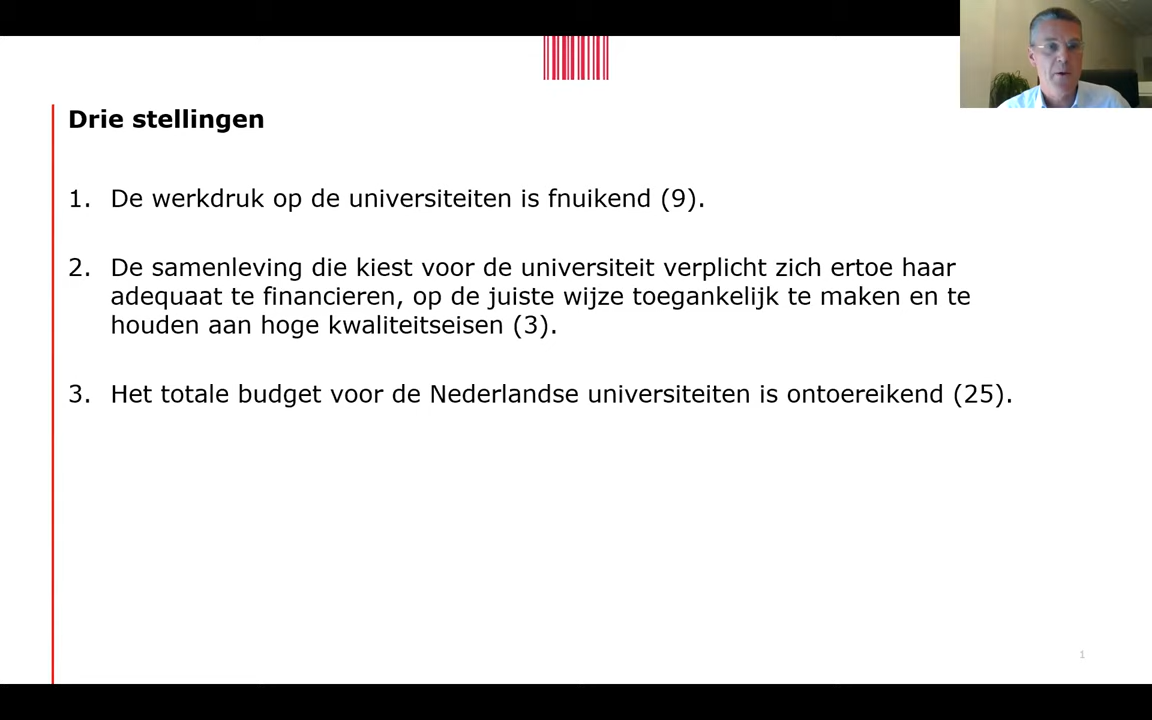 Drie stellingen
1. De werkdruk op de universiteiten is fnuikend (9).
2. De samenleving die kiest voor de universiteit verplicht zich ertoe haar
adequaat te financieren, op de juiste wijze toegankelijk te maken en te
houden aan hoge kwaliteitseisen (3).
3. Het totale budget voor de Nederlandse universiteiten is ontoereikend (25).
1